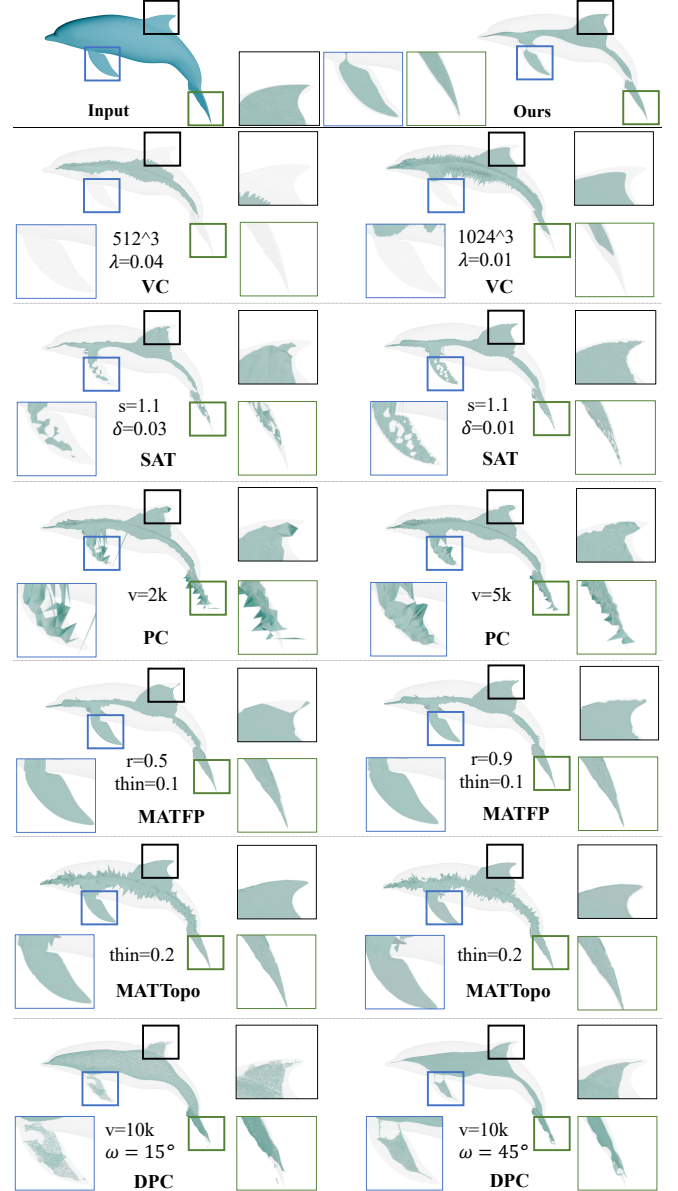 Input
Ours
512^3
λ=0.04
VC
1024^3
λ=0.01
VC
s=1.1
δ=0.03
SAT
s=1.1
δ=0.01
SAT
v=2k
PC
v=5k
PC
r=0.5
thin=0.1
MATFP
r=0.9
thin=0.1
MATFP
thin=0.2
MATTopo
thin=0.2
MATTopo
v=10k
ω = 15°
DPC
v=10k
ω = 45°
DPC